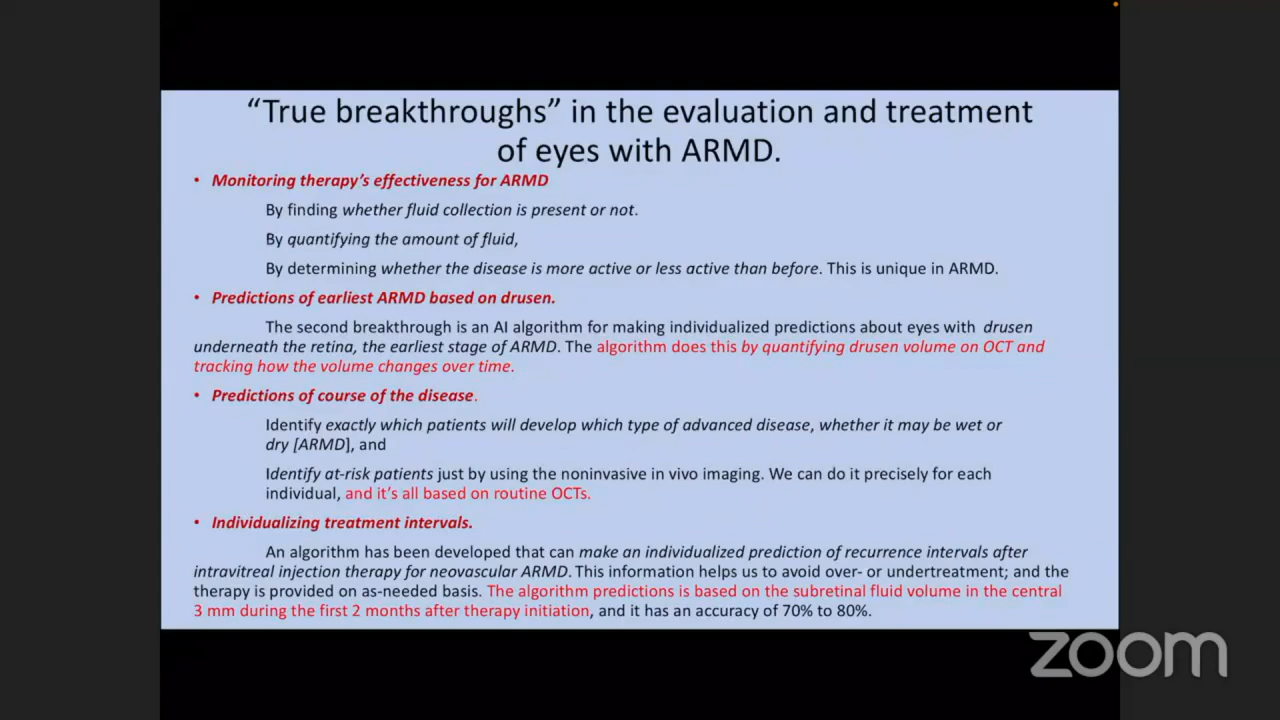 “True breakthroughs” in the evaluation and treatment
of eyes with ARMD.
• Monitoring therapy’s effectiveness for ARMD
By finding whether fluid collection is present or not.
By quantifying the amount of fluid,
By determining whether the disease is more active or less active than before. This is unique in ARMD.
• Predictions of earliest ARMD based on drusen.
The second breakthrough is an AI algorithm for making individualized predictions about eyes with drusen
underneath the retina, the earliest stage of ARMD. The algorithm does this by quantifying drusen volume on OCT and
tracking how the volume changes over time.
• Predictions of course of the disease.
Identify exactly which patients will develop which type of advanced disease, whether it may be wet or
dry [ARMD], and
Identify at-risk patients just by using the noninvasive in vivo imaging. We can do it precisely for each
individual, and it’s all based on routine OCTs.
• Individualizing treatment intervals.
An algorithm has been developed that can make an individualized prediction of recurrence intervals after
intravitreal injection therapy for neovascular ARMD. This information helps us to avoid over- or undertreatment; and the
therapy is provided on as-needed basis. The algorithm predictions is based on the subretinal fluid volume in the central
3 mm during the first 2 months after therapy initiation, and it has an accuracy of 70% to 80%.
zoom